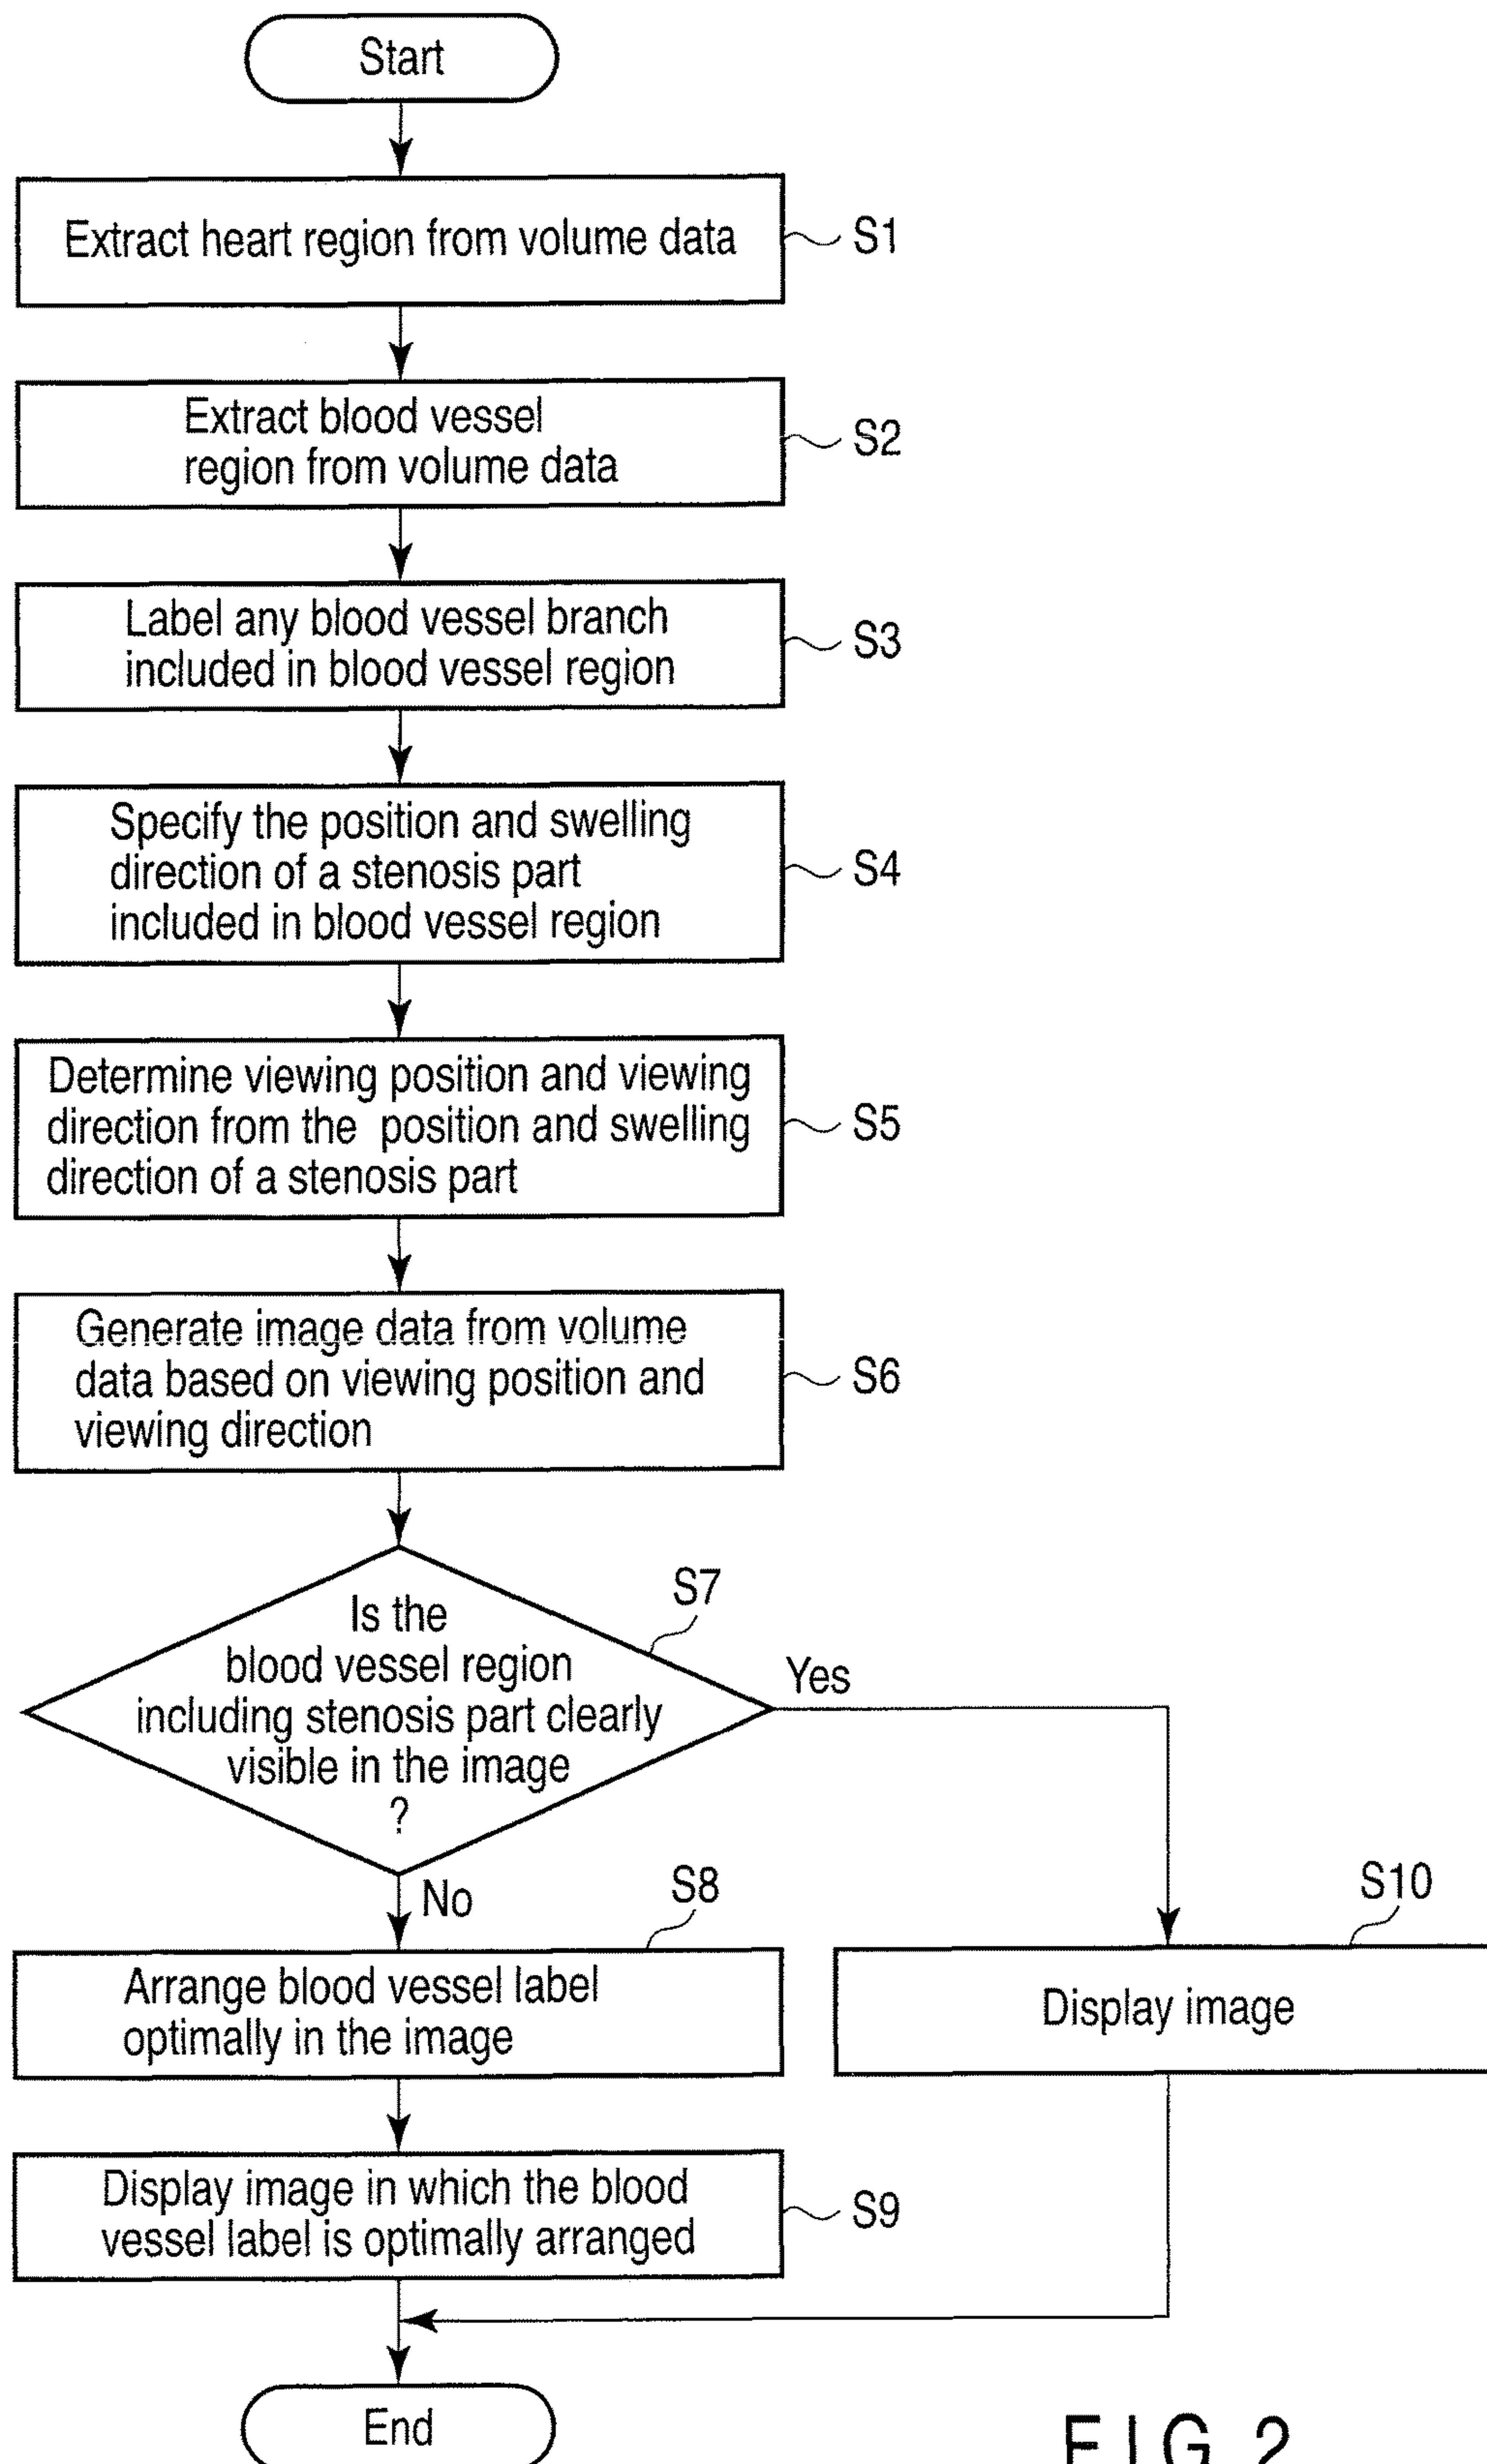 Start
Extract heart region from volume data
S1
Extract blood vessel
region from volume data
S2
Label any blood vessel branch
included in blood vessel region
S3
Specify the position and swelling
direction of a stenosis part
included in blood vessel region
S4
Determine viewing position and viewing
direction from the position and swelling
direction of a stenosis part
S5
Generate image data from volume
data based on viewing position and
viewing direction
S6
S7
Is the
blood vessel region
including stenosis part clearly
visible in the image
?
Yes
No
S8
Arrange blood vessel label
optimally in the image
S10
Display image
Display image in which the blood
vessel label is optimally arranged
S9
End
FIG. 2